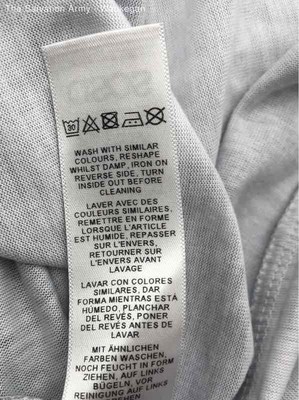 The Salvation Army - Waukegan
30
WASH WITH SIMILAR
COLOURS, RESHAPE
WHILST DAMP, IRON ON
REVERSE SIDE, TURN
INSIDE OUT BEFORE
CLEANING
LAVER AVEC DES
COULEURS SIMILAIRES,
REMETTRE EN FORME
LORSQUE L'ARTICLE
EST HUMIDE, REPASSER
SUR L'ENVERS,
RETOURNER SUR
L'ENVERS AVANT
LAVAGE
LAVAR CON COLORES
SIMILARES, DAR
FORMA MIENTRAS ESTÁ
HÚMEDO, PLANCHAR
DEL REVÉS, PONER
DEL REVÉS ANTES DE
LAVAR
MIT ÄHNLICHEN
FARBEN WASCHEN,
NOCH FEUCHT IN FORM
ZIEHEN, AUF LINKS
BÜGELN, VOR
REINIGUNG AUF LINKS